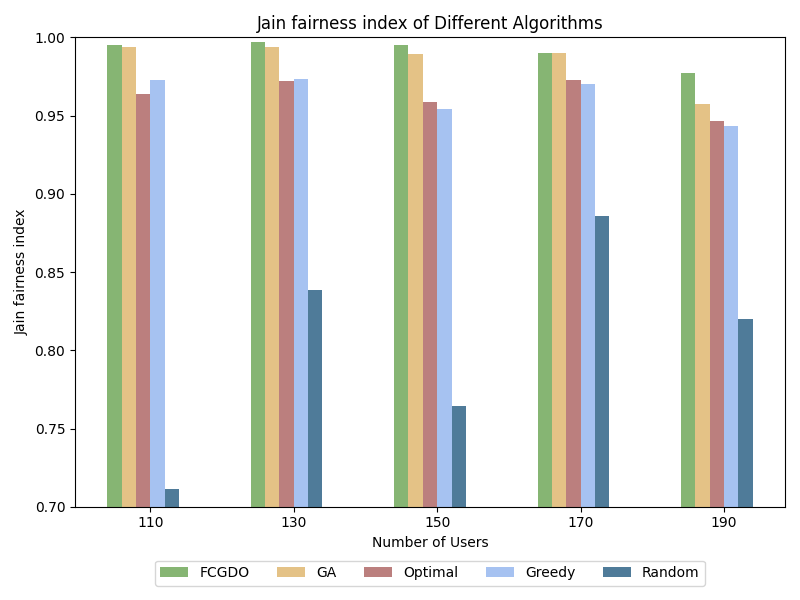 Jain fairness index of Different Algorithms
1.00
0.95
0.90
0.85
0.80
0.75
0.70
Jain fairness index
110 130 150 170 190
Number of Users
FCGDO GA Optimal Greedy Random